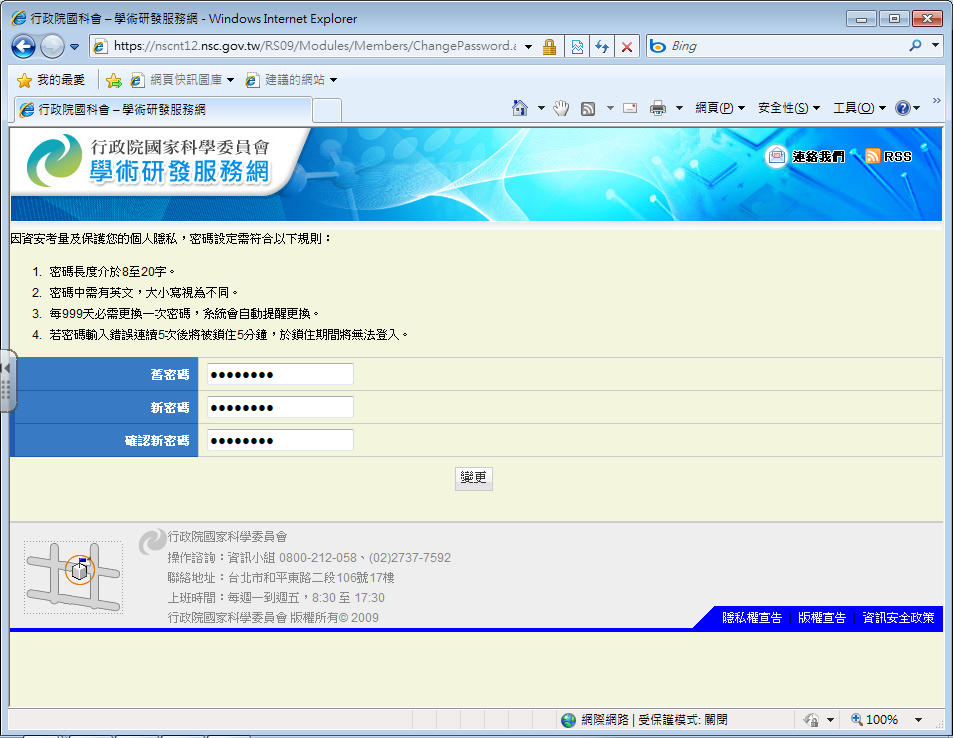 行政院國科會 – 學術研發服務網 - Windows Internet Explorer
https://nscnt12.nsc.gov.tw/RS09/Modules/Members/ChangePassword.a
Bing
我的最愛 網頁快訊圖庫 建議的網站
行政院國科會 – 學術研發服務網
網頁(P) 安全性(S) 工具(O)
行政院國家科學委員會
學術研發服務網
連絡我們 RSS
因資安考量及保護您的個人隱私，密碼設定需符合以下規則：
1. 密碼長度介於8至20字。
2. 密碼中需有英文，大小寫視為不同。
3. 每999天必需更換一次密碼，系統會自動提醒更換。
4. 若密碼輸入錯誤連續5次後將被鎖住5分鐘，於鎖住期間將無法登入。
舊密碼 ●●●●●●●●
新密碼 ●●●●●●●●
確認新密碼 ●●●●●●●●
變更
行政院國家科學委員會
操作諮詢：資訊小組 0800-212-058、(02)2737-7592
聯絡地址：台北市和平東路二段106號17樓
上班時間：每週一到週五，8:30 至 17:30
行政院國家科學委員會 版權所有© 2009
隱私權宣告 | 版權宣告 | 資訊安全政策
網際網路 | 受保護模式: 關閉
100%